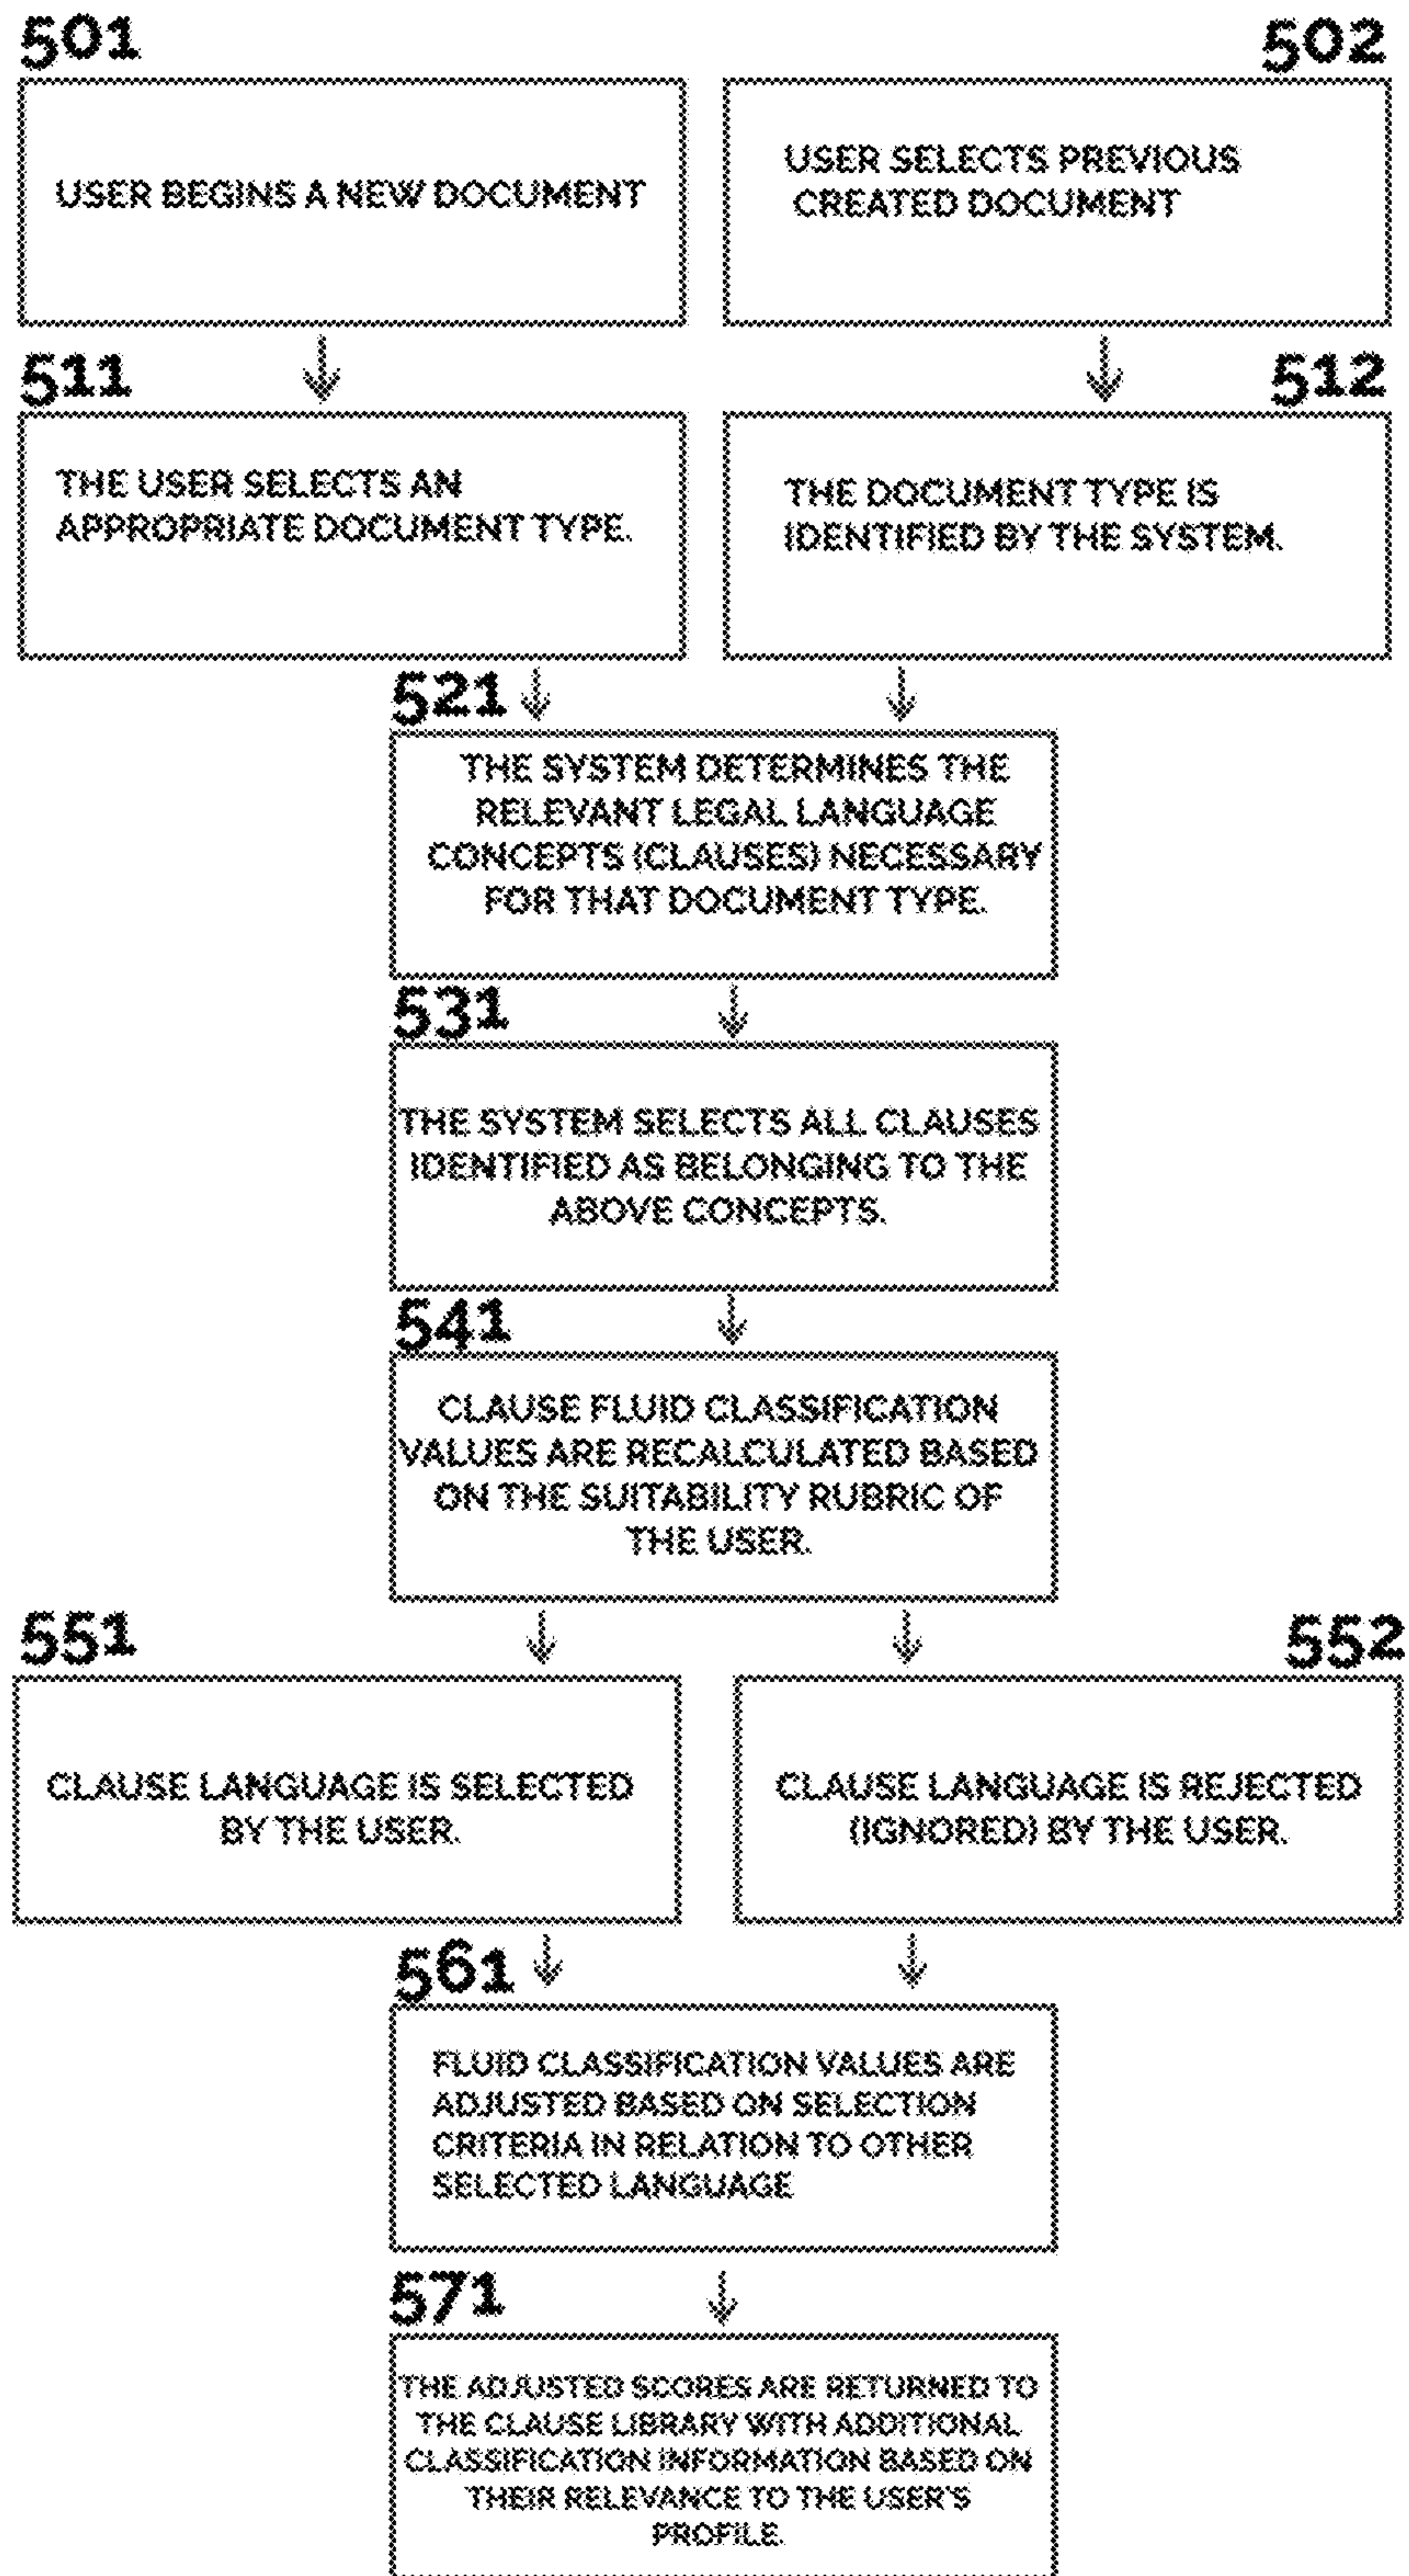 501
502
USER BEGINS A NEW DOCUMENT
USER SELECTS PREVIOUS
CREATED DOCUMENT
511
512
THE USER SELECTS AN
APPROPRIATE DOCUMENT TYPE.
THE DOCUMENT TYPE IS
IDENTIFIED BY THE SYSTEM.
521
THE SYSTEM DETERMINES THE
RELEVANT LEGAL LANGUAGE
CONCEPTS (CLAUSES) NECESSARY
FOR THAT DOCUMENT TYPE.
531
THE SYSTEM SELECTS ALL CLAUSES
IDENTIFIED AS BELONGING TO THE
ABOVE CONCEPTS.
541
CLAUSE FLUID CLASSIFICATION
VALUES ARE RECALCULATED BASED
ON THE SUITABILITY RUBRIC OF
THE USER.
551
552
CLAUSE LANGUAGE IS SELECTED
BY THE USER.
CLAUSE LANGUAGE IS REJECTED
(IGNORED) BY THE USER.
561
FLUID CLASSIFICATION VALUES ARE
ADJUSTED BASED ON SELECTION
CRITERIA IN RELATION TO OTHER
SELECTED LANGUAGE
571
THE ADJUSTED SCORES ARE RETURNED TO
THE CLAUSE LIBRARY WITH ADDITIONAL
CLASSIFICATION INFORMATION BASED ON
THEIR RELEVANCE TO THE USER'S
PROFILE.